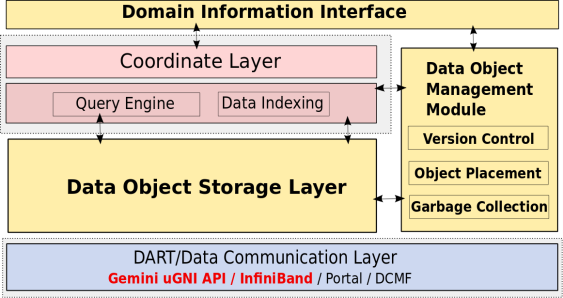 Domain Information Interface
Coordinate Layer
Query Engine
Data Indexing
Data Object
Management
Module
Version Control
Object Placement
Garbage Collection
Data Object Storage Layer
DART/Data Communication Layer
Gemini uGNI API / InfiniBand / Portal / DCMF